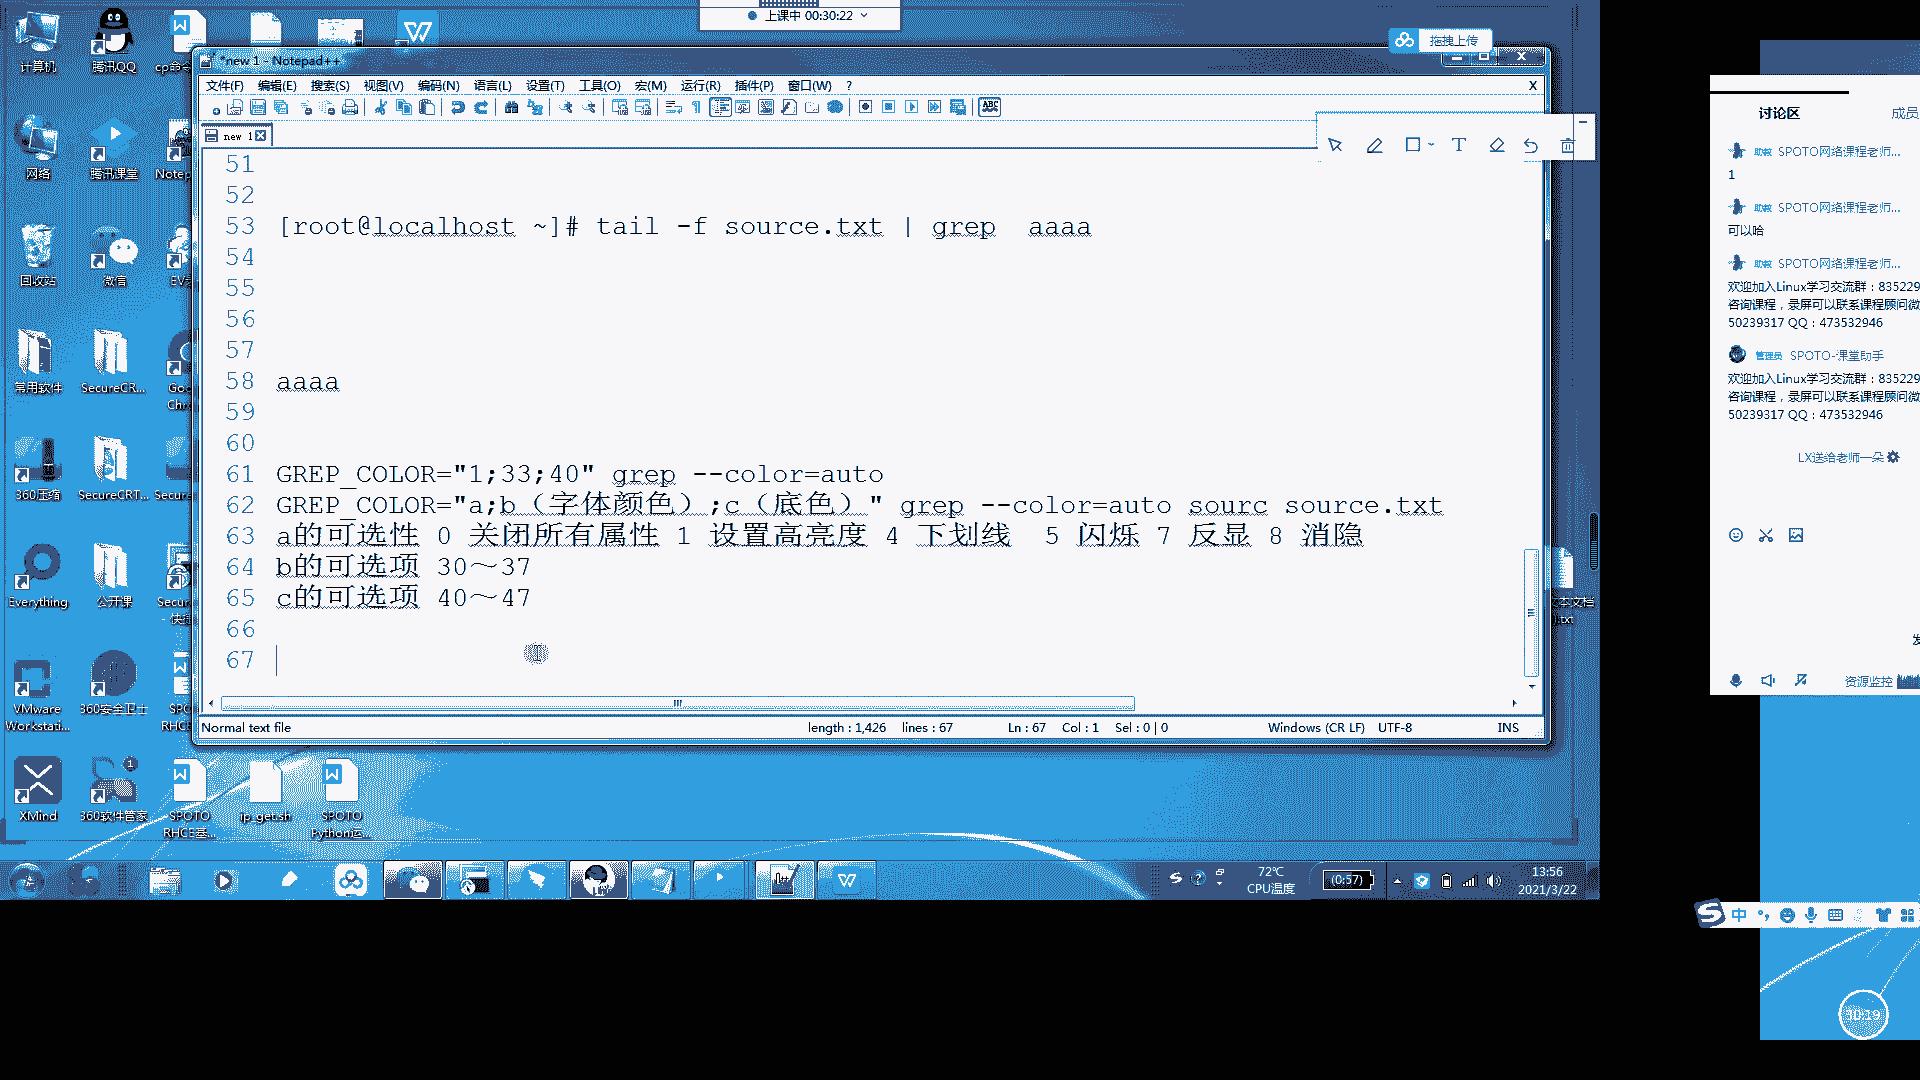 上课中 00:30:22
拖拽上传
计算机
腾讯QQ
*new 1 - Notepad++
文件(F) 编辑(E) 搜索(S) 视图(V) 编码(N) 语言(L) 设置(T) 工具(O) 宏(M) 运行(R) 插件(P) 窗口(W) ? X
new 1
51
52
53 [root@localhost ~]# tail -f source.txt | grep  aaaa
54
55
56
57
58 aaaa
59
60
61 GREP_COLOR="1;33;40" grep --color=auto
62 GREP_COLOR="a;b（字体颜色）;c（底色）" grep --color=auto sourc source.txt
63 a的可选性 0 关闭所有属性 1 设置高亮度 4 下划线  5 闪烁 7 反显 8 消隐
64 b的可选项 30～37
65 c的可选项 40～47
66
67
Normal text file length : 1,426 lines : 67 Ln : 67 Col : 1 Sel : 0 | 0 Windows (CR LF) UTF-8 INS
网络 腾讯课堂 Notep
回收站 微信
常用软件 SecureCR... Goo
Chro
360压缩 SecureCRT... Secure
Everything 公开课 Secur
VMware
Workstati...
360安全卫士 SPO
RHCE
XMind 360软件管家 SPOTO
RHCE基...
ip_get.sh SPOTO
Python运...
72℃
CPU温度
(0:57)
13:56
2021/3/22
讨论区 成员
助教 SPOTO网络课程老师...
1
助教 SPOTO网络课程老师...
可以哈
助教 SPOTO网络课程老师...
欢迎加入Linux学习交流群：835229
咨询课程，录屏可以联系课程顾问微
50239317 QQ：473532946
管理员 SPOTO-课堂助手
欢迎加入Linux学习交流群：835229
咨询课程，录屏可以联系课程顾问微
50239317 QQ：473532946
LX送给老师一朵
资源监控
中
30:19